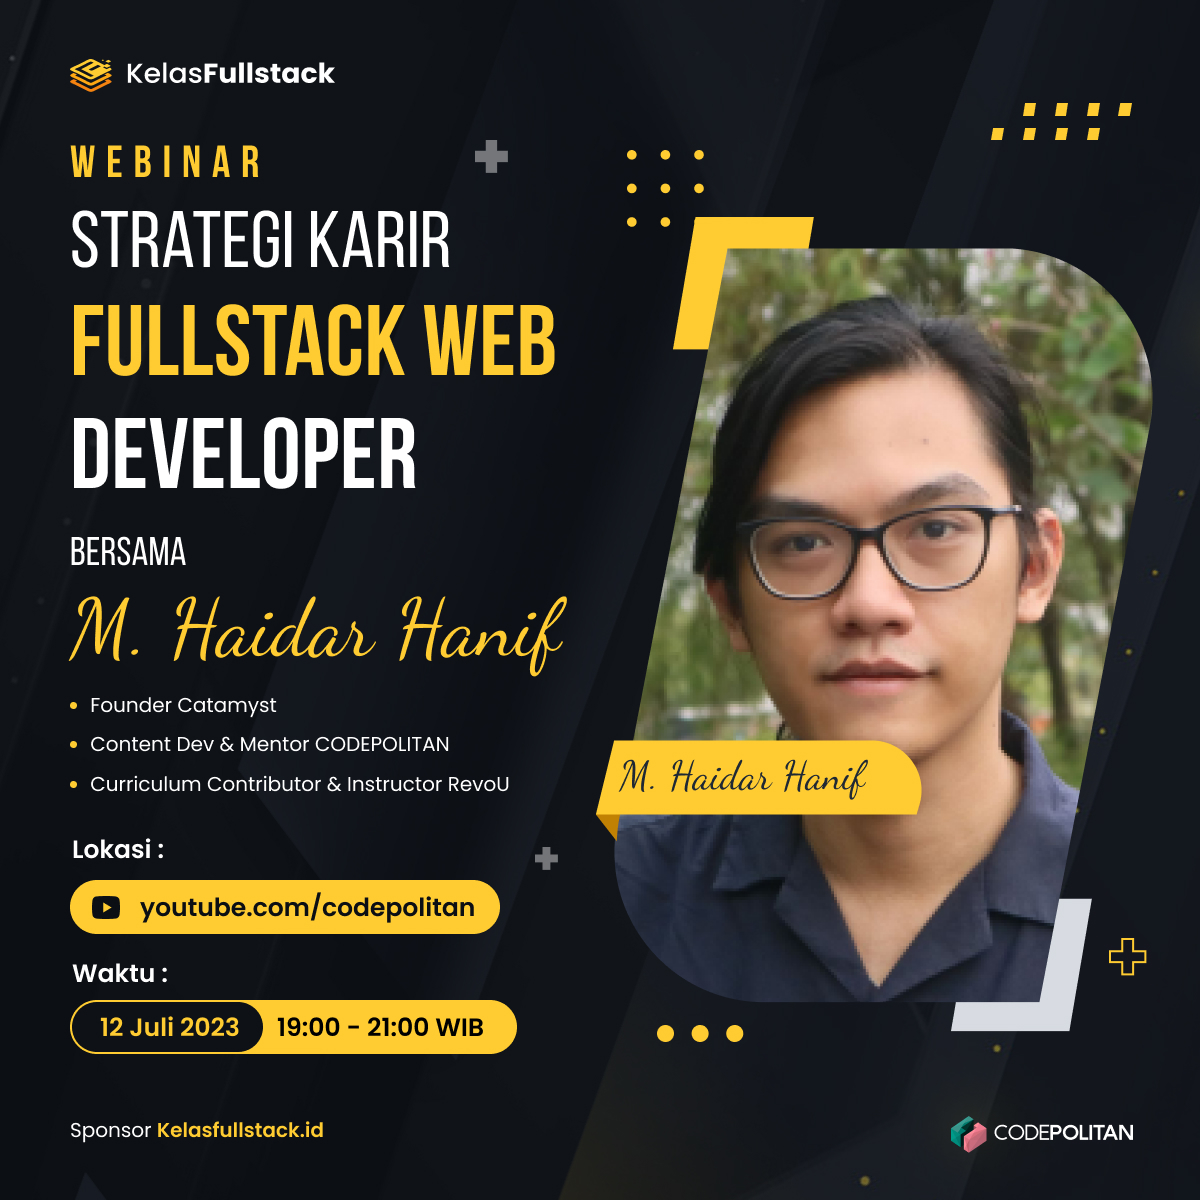 KelasFullstack
WEBINAR
STRATEGI KARIR
FULLSTACK WEB
DEVELOPER
BERSAMA
M. Haidar Hanif
Founder Catamyst
Content Dev & Mentor CODEPOLITAN
Curriculum Contributor & Instructor RevoU
M. Haidar Hanif
Lokasi :
youtube.com/codepolitan
Waktu :
12 Juli 2023 19:00 - 21:00 WIB
Sponsor Kelasfullstack.id
CODEPOLITAN